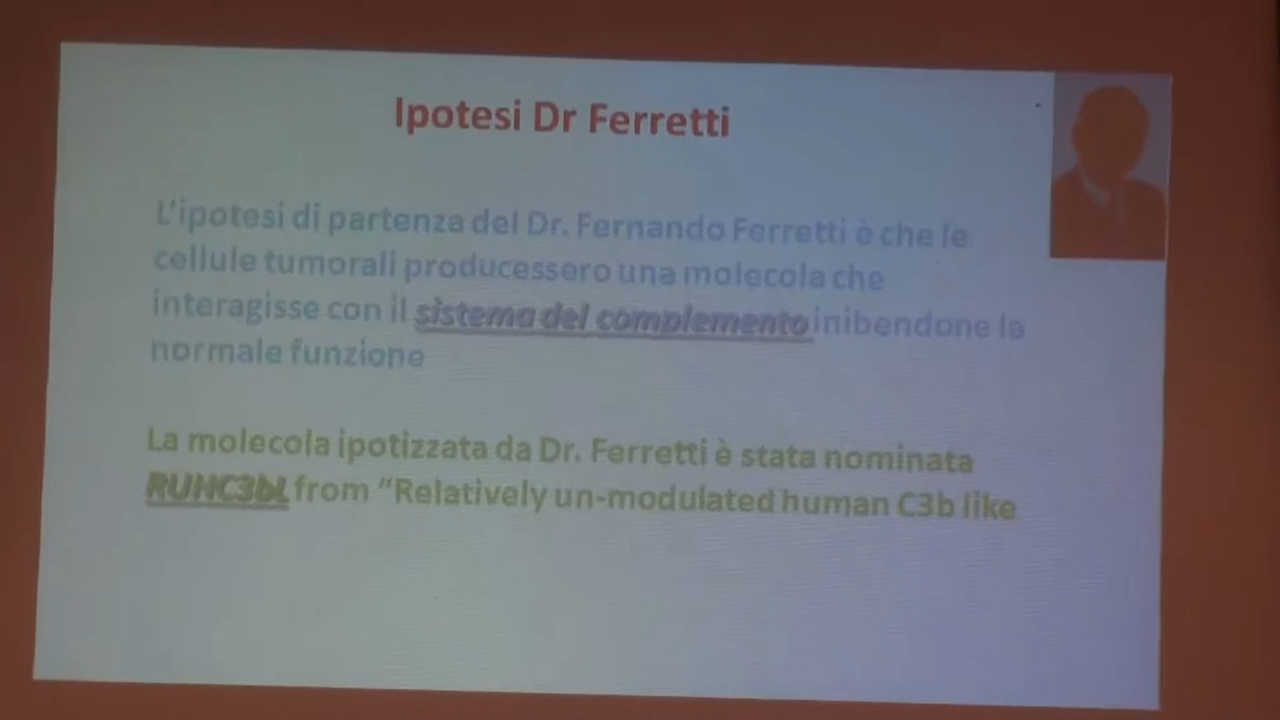 Ipotesi Dr Ferretti
L'ipotesi di partenza del Dr. Fernando Ferretti è che le
cellule tumorali producessero una molecola che
interagisse con il sistema del complemento inibendone la
normale funzione
La molecola ipotizzata da Dr. Ferretti è stata nominata
RUHC3bL from “Relatively un-modulated human C3b like